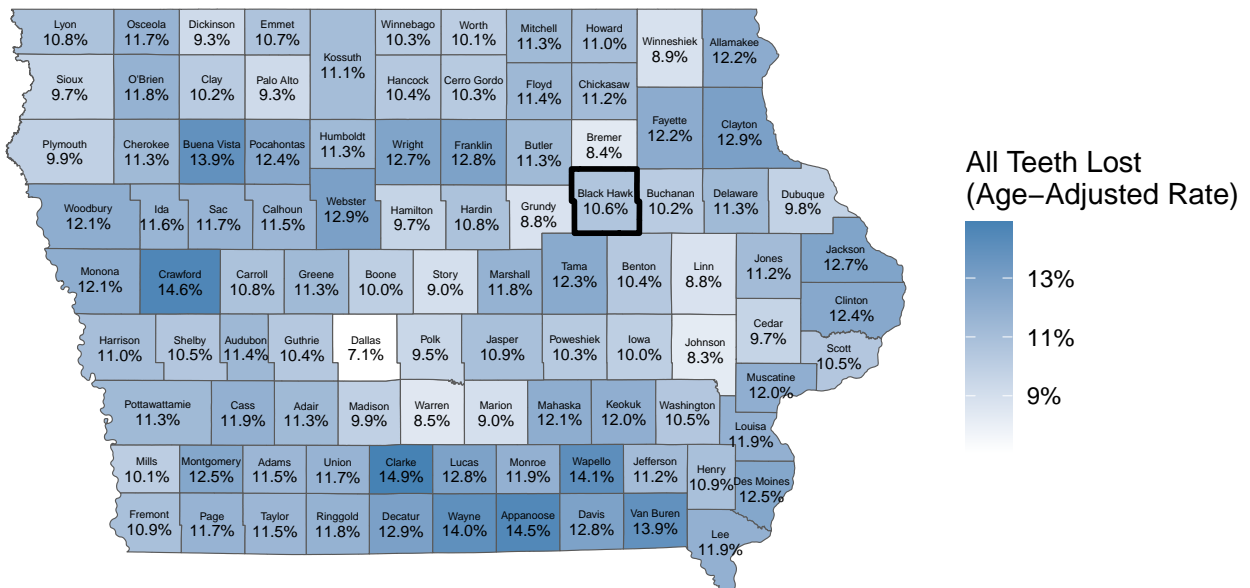 Lyon
10.8%
Osceola
11.7%
Dickinson
9.3%
Emmet
10.7%
Kossuth
11.1%
Winnebago
10.3%
Worth
10.1%
Mitchell
11.3%
Howard
11.0%
Winneshiek
8.9%
Allamakee
12.2%
Sioux
9.7%
O'Brien
11.8%
Clay
10.2%
Palo Alto
9.3%
Hancock
10.4%
Cerro Gordo
10.3%
Floyd
11.4%
Chickasaw
11.2%
Plymouth
9.9%
Cherokee
11.3%
Buena Vista
13.9%
Pocahontas
12.4%
Humboldt
11.3%
Wright
12.7%
Franklin
12.8%
Butler
11.3%
Bremer
8.4%
Fayette
12.2%
Clayton
12.9%
Woodbury
12.1%
Ida
11.6%
Sac
11.7%
Calhoun
11.5%
Webster
12.9%
Hamilton
9.7%
Hardin
10.8%
Grundy
8.8%
Black Hawk
10.6%
Buchanan
10.2%
Delaware
11.3%
Dubuque
9.8%
Monona
12.1%
Crawford
14.6%
Carroll
10.8%
Greene
11.3%
Boone
10.0%
Story
9.0%
Marshall
11.8%
Tama
12.3%
Benton
10.4%
Linn
8.8%
Jones
11.2%
Jackson
12.7%
Clinton
12.4%
Harrison
11.0%
Shelby
10.5%
Audubon
11.4%
Guthrie
10.4%
Dallas
7.1%
Polk
9.5%
Jasper
10.9%
Poweshiek
10.3%
Iowa
10.0%
Johnson
8.3%
Cedar
9.7%
Scott
10.5%
Muscatine
12.0%
Pottawattamie
11.3%
Cass
11.9%
Adair
11.3%
Madison
9.9%
Warren
8.5%
Marion
9.0%
Mahaska
12.1%
Keokuk
12.0%
Washington
10.5%
Louisa
11.9%
Mills
10.1%
Montgomery
12.5%
Adams
11.5%
Union
11.7%
Clarke
14.9%
Lucas
12.8%
Monroe
11.9%
Wapello
14.1%
Jefferson
11.2%
Henry
10.9%
Des Moines
12.5%
Fremont
10.9%
Page
11.7%
Taylor
11.5%
Ringgold
11.8%
Decatur
12.9%
Wayne
14.0%
Appanoose
14.5%
Davis
12.8%
Van Buren
13.9%
Lee
11.9%
All Teeth Lost
(Age−Adjusted Rate)
13%
11%
9%